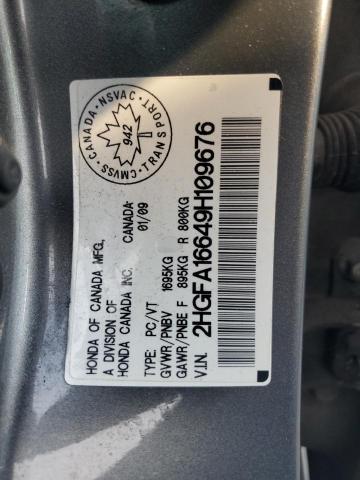 HONDA OF CANADA MFG.
A DIVISION OF
HONDA CANADA INC. CANADA
01/09
TYPE: PC/VT
GVWR/PNBV 1695KG
GAWR/PNBE F 895KG R 800KG
V.I.N. 2HGFA16649H109676
CANADA · NSVAC · TRANSPORT · CMVSS
942